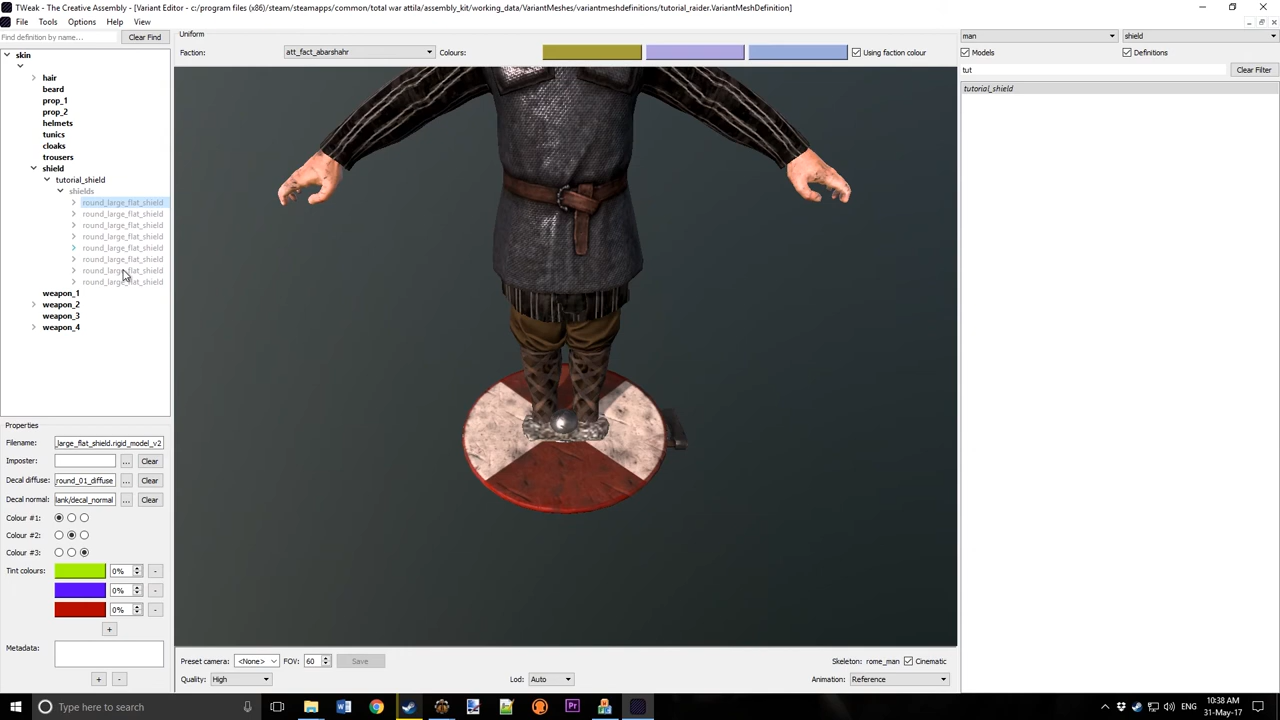 TWeak - The Creative Assembly - [Variant Editor - c:/program files (x86)/steam/steamapps/common/total war attila/assembly_kit/working_data/VariantMeshes/variantmeshdefinitions/tutorial_raider.VariantMeshDefinition]
File Tools Options Help View
Find definition by name... Clear Find
skin
hair
beard
prop_1
prop_2
helmets
tunics
cloaks
trousers
shield
tutorial_shield
shields
round_large_flat_shield
round_large_flat_shield
round_large_flat_shield
round_large_flat_shield
round_large_flat_shield
round_large_flat_shield
round_large_flat_shield
round_large_flat_shield
weapon_1
weapon_2
weapon_3
weapon_4
Properties
Filename: _large_flat_shield.rigid_model_v2
Imposter: ... Clear
Decal diffuse: round_01_diffuse ... Clear
Decal normal: lank/decal_normal ... Clear
Colour #1:
Colour #2:
Colour #3:
Tint colours: 0% -
0% -
0% -
+
Metadata:
+ -
Uniform
Faction: att_fact_abarshahr Colours: Using faction colour
Preset camera: <None> FOV: 60 Save Skeleton: rome_man Cinematic
Quality: High Lod: Auto Animation: Reference
man shield
Models Definitions
tut Clear Filter
tutorial_shield
Type here to search
10:38 AM
31-May-17